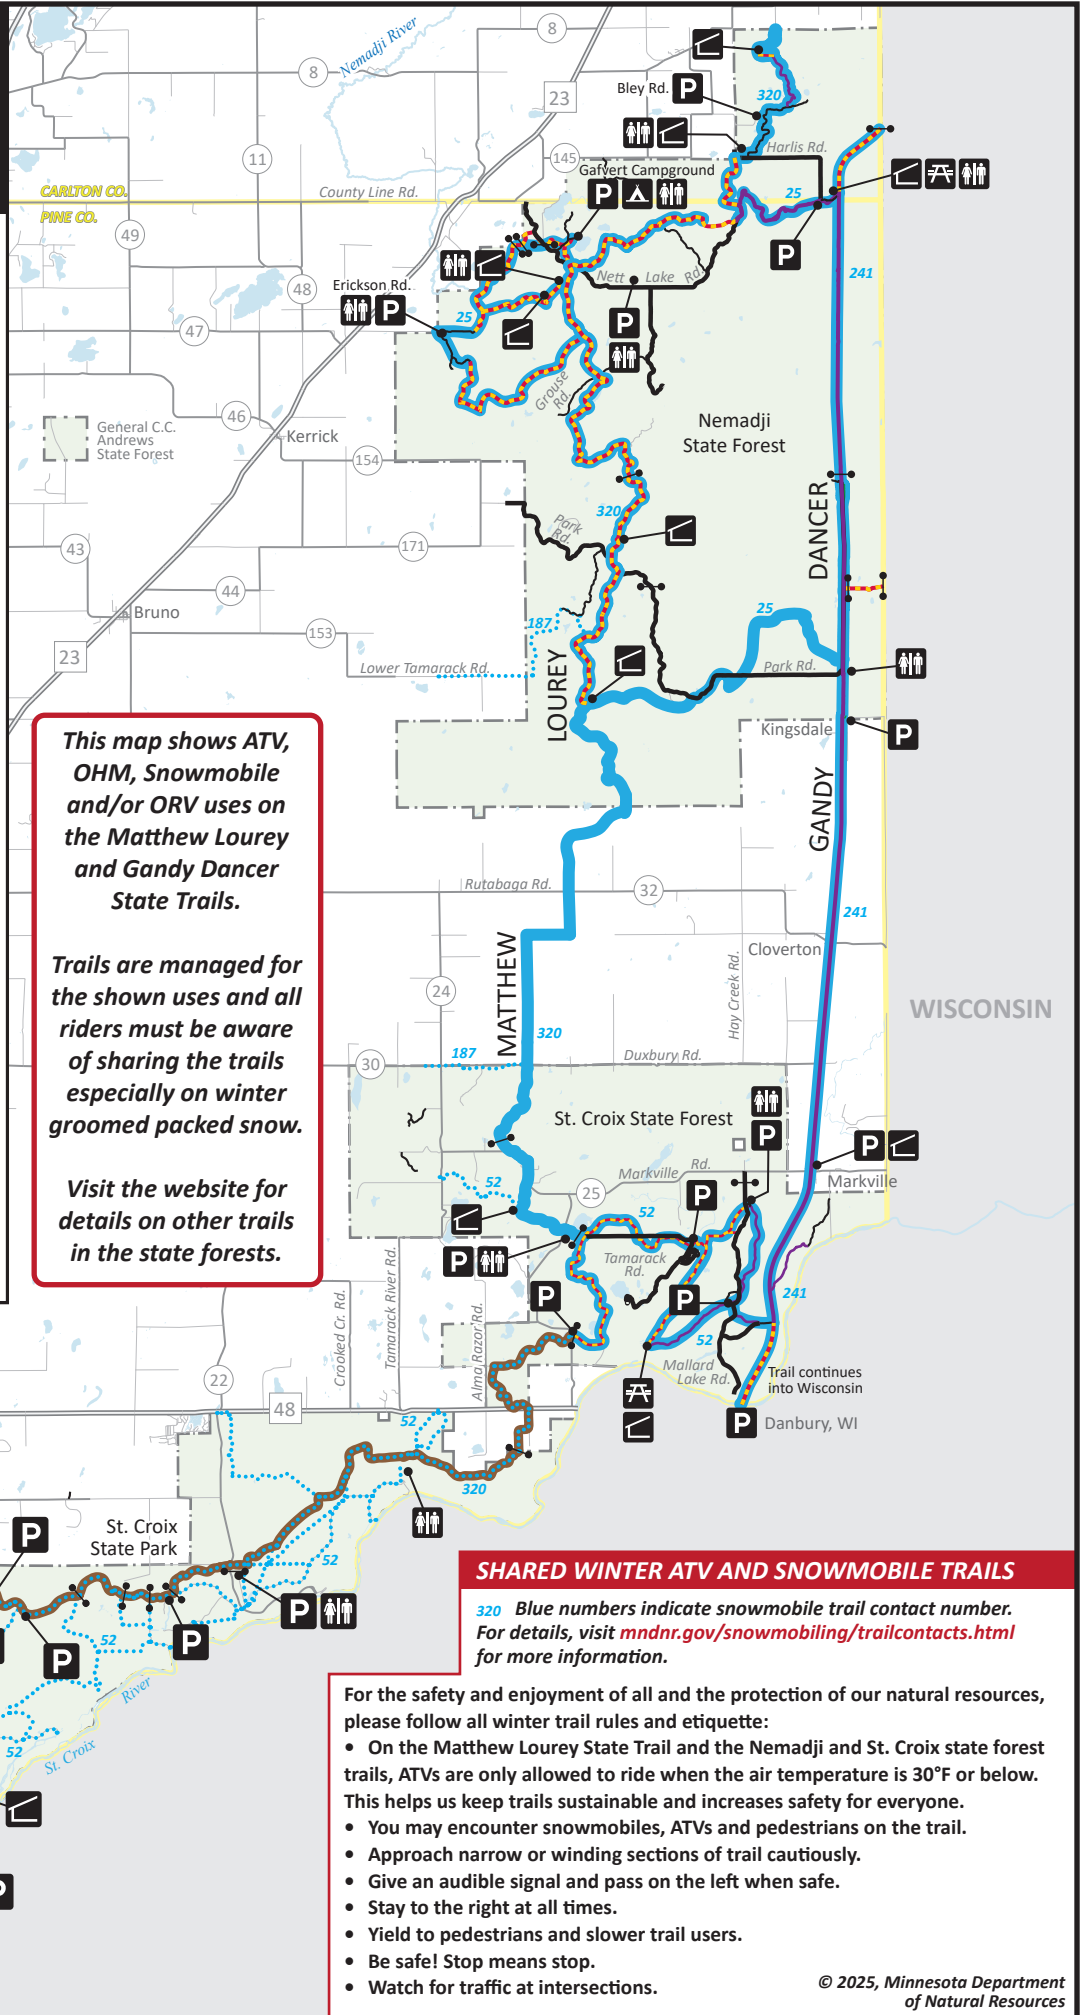 8
Nemadji River
8
23
Bley Rd.
P
320
11
145
Harlis Rd.
CARLTON CO.
County Line Rd.
Gafvert Campground
P
25
PINE CO.
49
P
241
48
Nett Lake Rd.
Erickson Rd.
P
25
47
P
Grouse Rd.
46
Kerrick
General C.C.
Andrews
State Forest
154
Nemadji
State Forest
DANCER
320
Park
Rd.
43
171
44
Bruno
25
187
153
23
Lower Tamarack Rd.
LOUREY
Park Rd.
Kingsdale
P
This map shows ATV,
OHM, Snowmobile
and/or ORV uses on
the Matthew Lourey
and Gandy Dancer
State Trails.
Trails are managed for
the shown uses and all
riders must be aware
of sharing the trails
especially on winter
groomed packed snow.
Visit the website for
details on other trails
in the state forests.
GANDY
Rutabaga Rd.
32
241
MATTHEW
Cloverton
Hay Creek Rd.
24
WISCONSIN
320
187
Duxbury Rd.
30
St. Croix State Forest
P
P
Markville Rd.
Markville
52
25
P
52
P
Tamarack
Rd.
Crooked Cr. Rd.
Tamarack River Rd.
Alma Razor Rd.
P
P
241
52
Mallard
Lake Rd.
Trail continues
into Wisconsin
22
48
52
P
Danbury, WI
320
St. Croix
State Park
P
52
P
52
P
P
River
St. Croix
52
SHARED WINTER ATV AND SNOWMOBILE TRAILS
320 Blue numbers indicate snowmobile trail contact number.
For details, visit mndnr.gov/snowmobiling/trailcontacts.html
for more information.
For the safety and enjoyment of all and the protection of our natural resources,
please follow all winter trail rules and etiquette:
• On the Matthew Lourey State Trail and the Nemadji and St. Croix state forest
trails, ATVs are only allowed to ride when the air temperature is 30°F or below.
This helps us keep trails sustainable and increases safety for everyone.
• You may encounter snowmobiles, ATVs and pedestrians on the trail.
• Approach narrow or winding sections of trail cautiously.
• Give an audible signal and pass on the left when safe.
• Stay to the right at all times.
• Yield to pedestrians and slower trail users.
• Be safe! Stop means stop.
• Watch for traffic at intersections.
© 2025, Minnesota Department
of Natural Resources